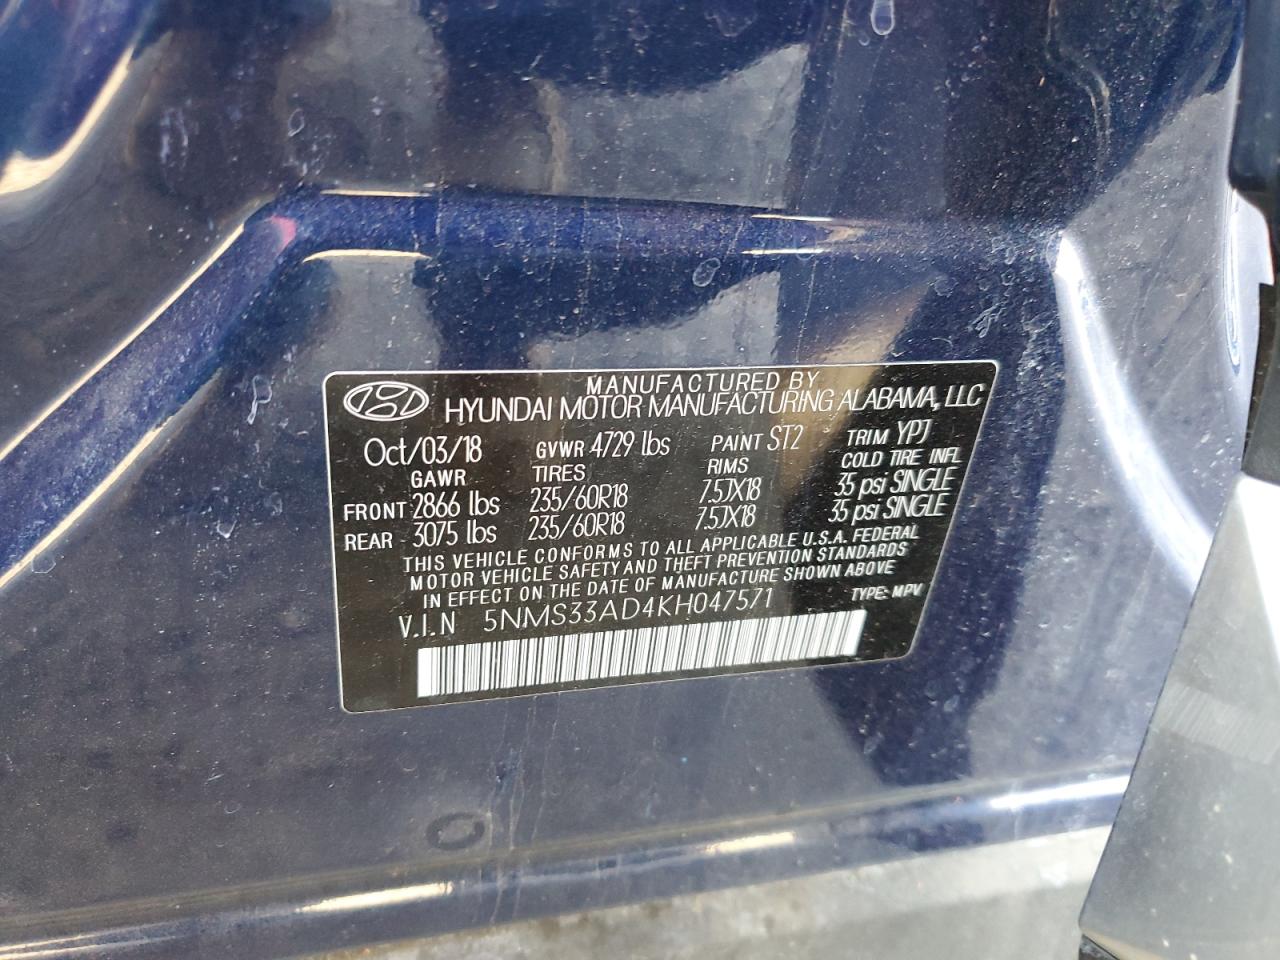 MANUFACTURED BY
HYUNDAI MOTOR MANUFACTURING ALABAMA, LLC
Oct/03/18 GVWR 4729 lbs PAINT ST2 TRIM YPJ
GAWR TIRES RIMS COLD TIRE INFL
FRONT 2866 lbs 235/60R18 7.5JX18 35 psi SINGLE
REAR 3075 lbs 235/60R18 7.5JX18 35 psi SINGLE
THIS VEHICLE CONFORMS TO ALL APPLICABLE U.S.A. FEDERAL
MOTOR VEHICLE SAFETY AND THEFT PREVENTION STANDARDS
IN EFFECT ON THE DATE OF MANUFACTURE SHOWN ABOVE
V.I.N 5NMS33AD4KH047571 TYPE: MPV